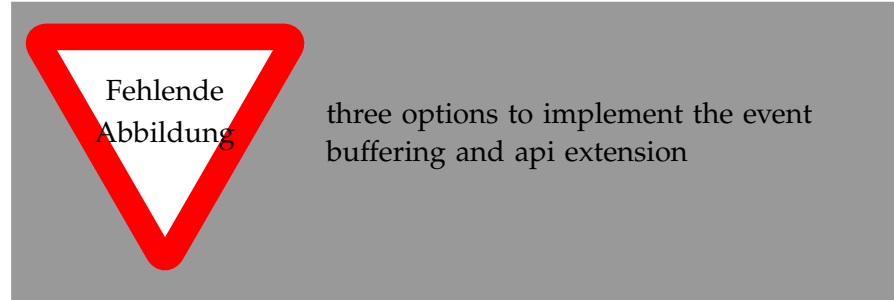 Fehlende
Abbildung
three options to implement the event
buffering and api extension